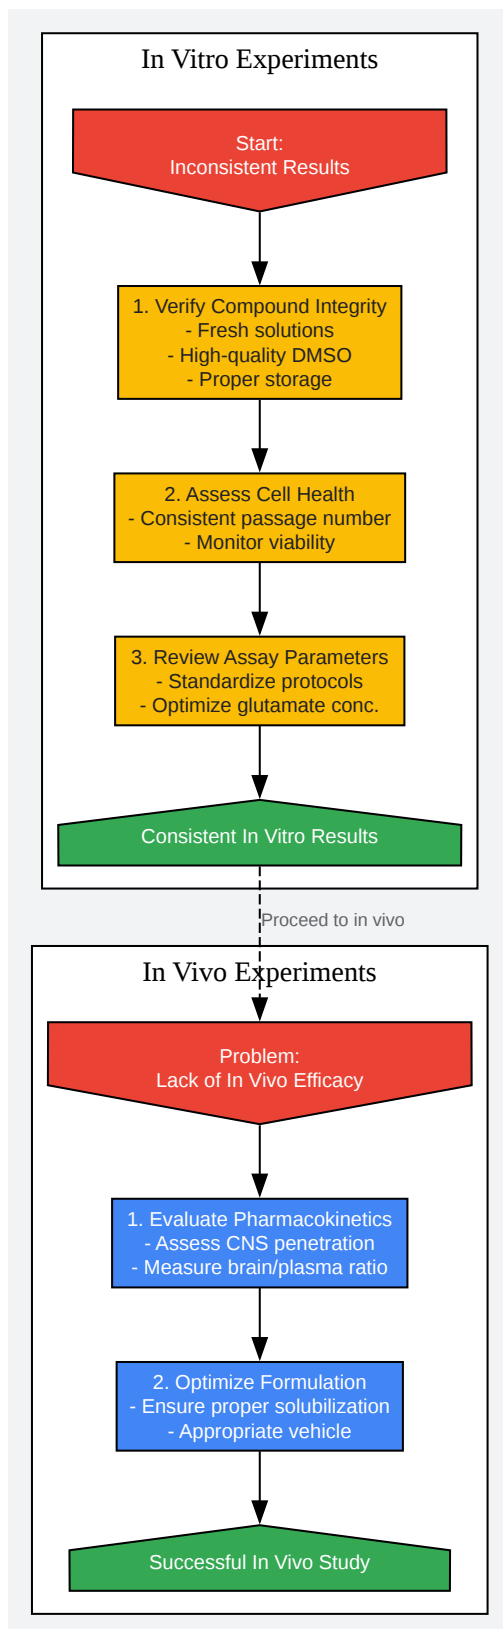 In Vitro Experiments
Start:
Inconsistent Results
1. Verify Compound Integrity
- Fresh solutions
- High-quality DMSO
- Proper storage
2. Assess Cell Health
- Consistent passage number
- Monitor viability
3. Review Assay Parameters
- Standardize protocols
- Optimize glutamate conc.
Consistent In Vitro Results
Proceed to in vivo
In Vivo Experiments
Problem:
Lack of In Vivo Efficacy
1. Evaluate Pharmacokinetics
- Assess CNS penetration
- Measure brain/plasma ratio
2. Optimize Formulation
- Ensure proper solubilization
- Appropriate vehicle
Successful In Vivo Study